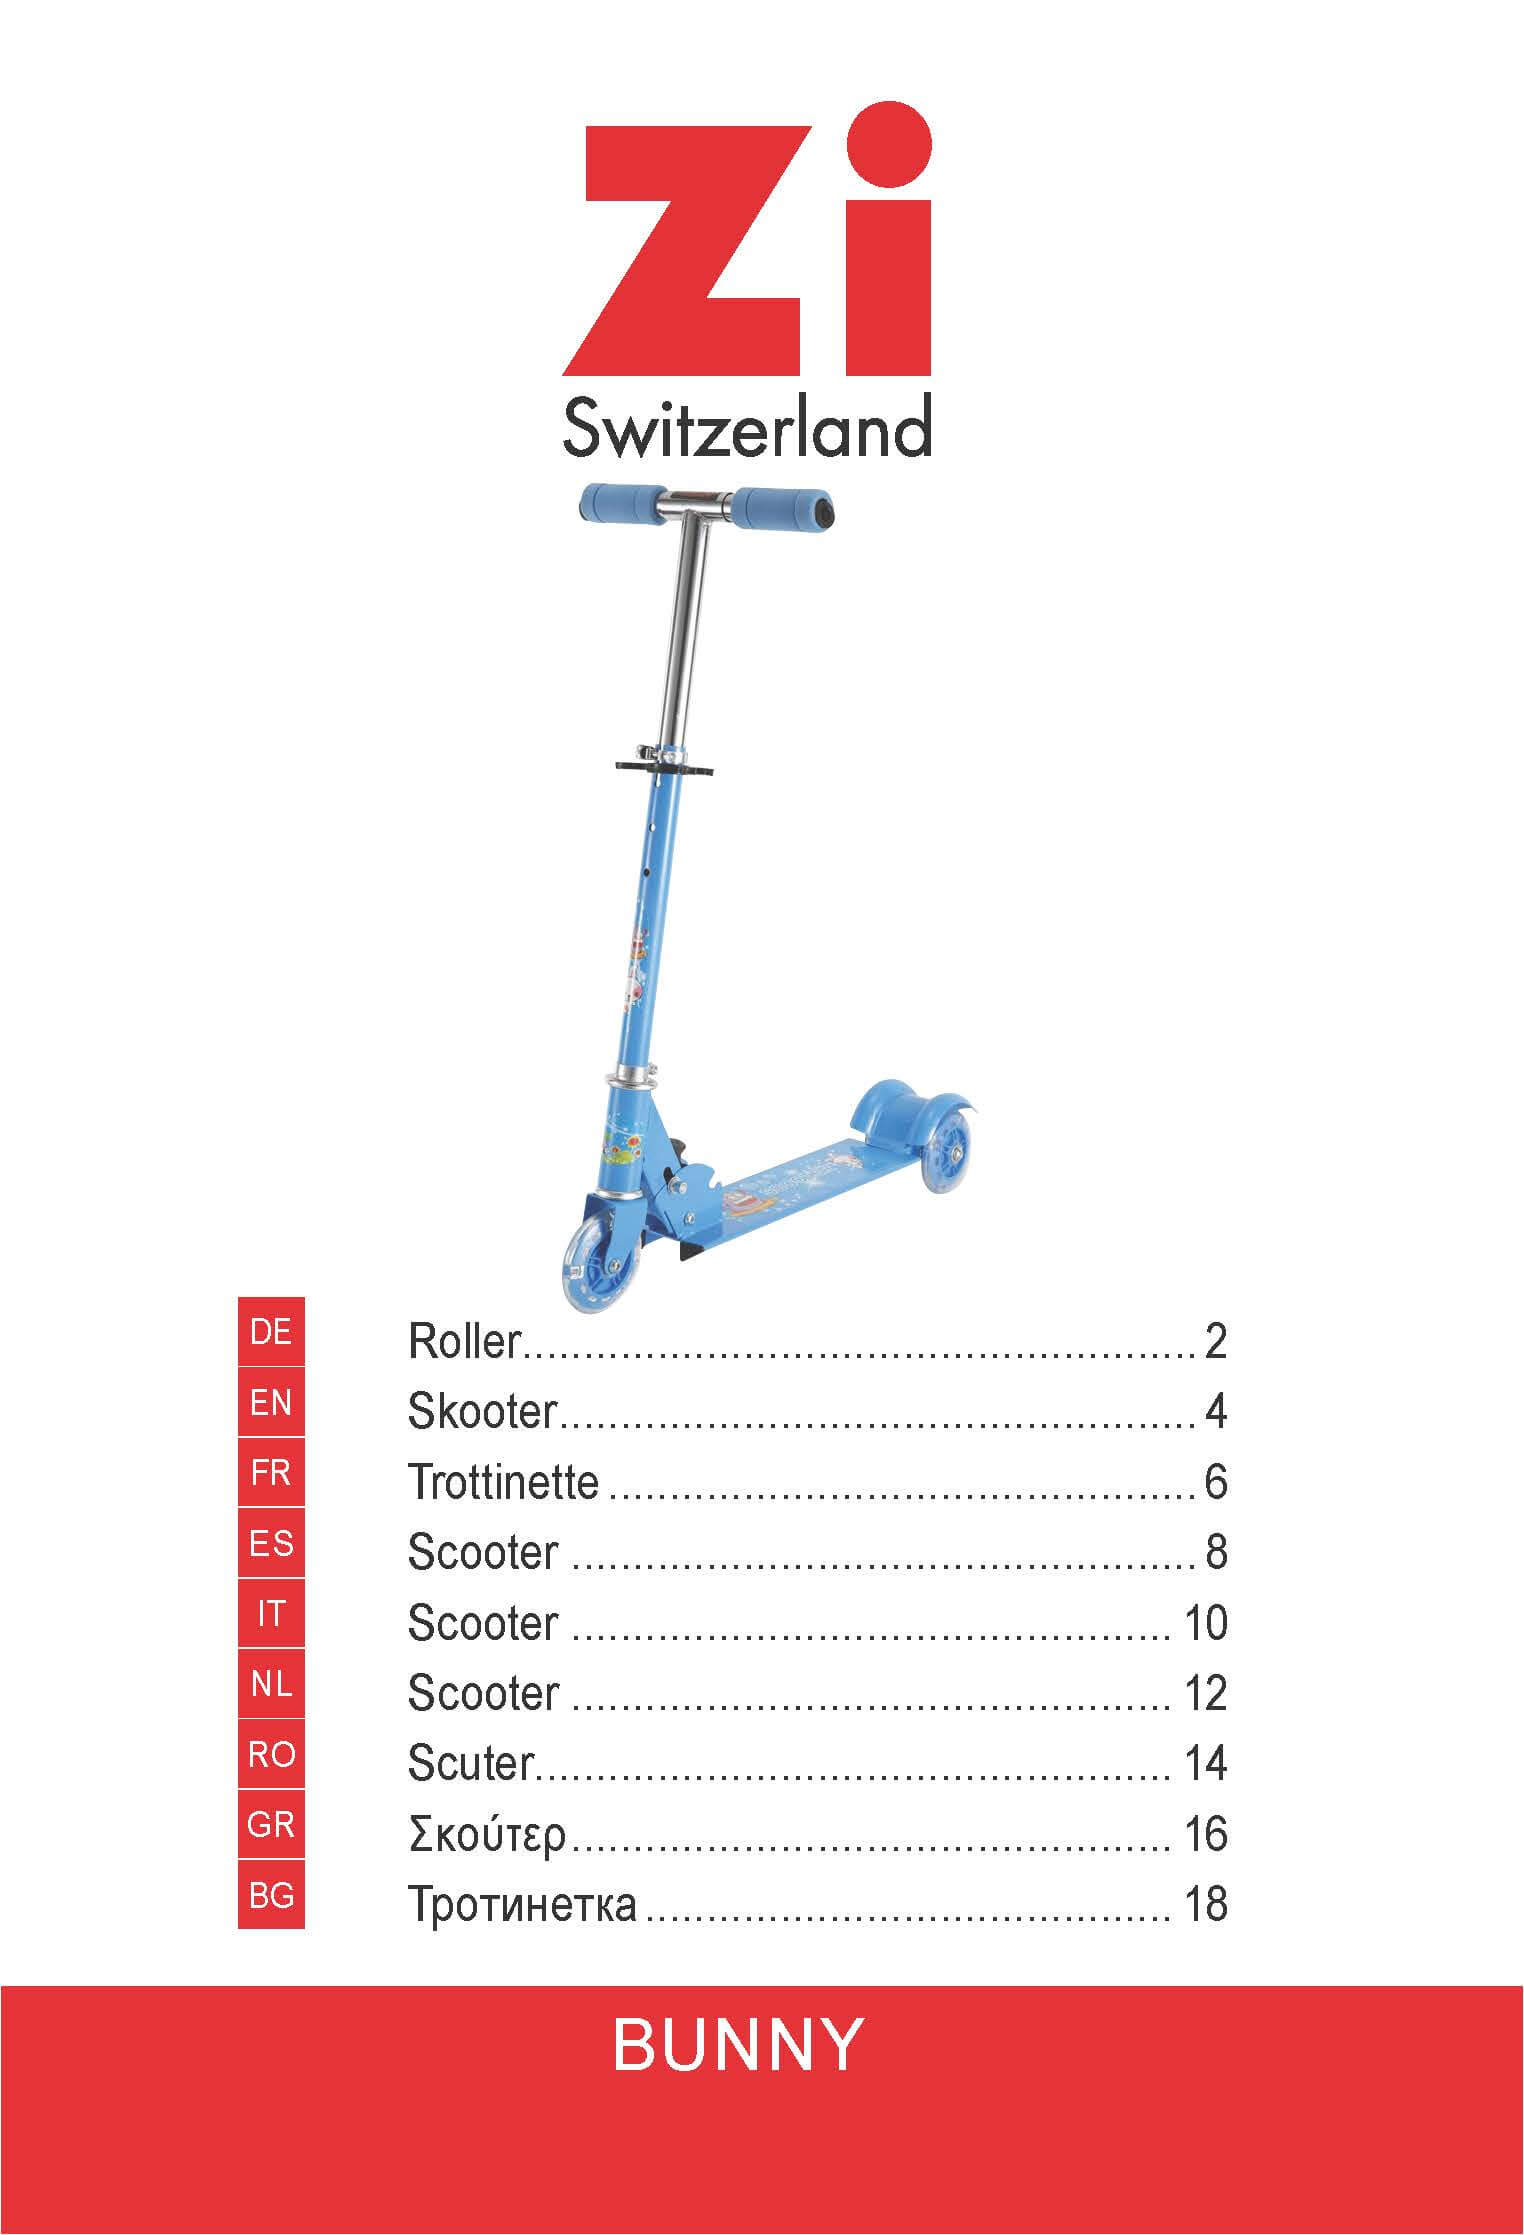 Zi
Switzerland
DE Roller........................................................ 2
EN Skooter..................................................... 4
FR Trottinette ................................................. 6
ES Scooter .................................................... 8
IT Scooter .................................................. 10
NL Scooter .................................................. 12
RO Scuter..................................................... 14
GR Σκούτερ.................................................. 16
BG Тротинетка ............................................ 18
BUNNY